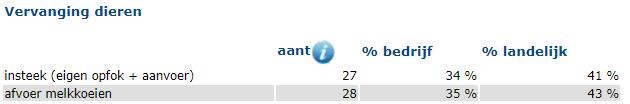 Vervanging dieren
aant % bedrijf % landelijk
insteek (eigen opfok + aanvoer) 27 34 % 41 %
afvoer melkkoeien 28 35 % 43 %